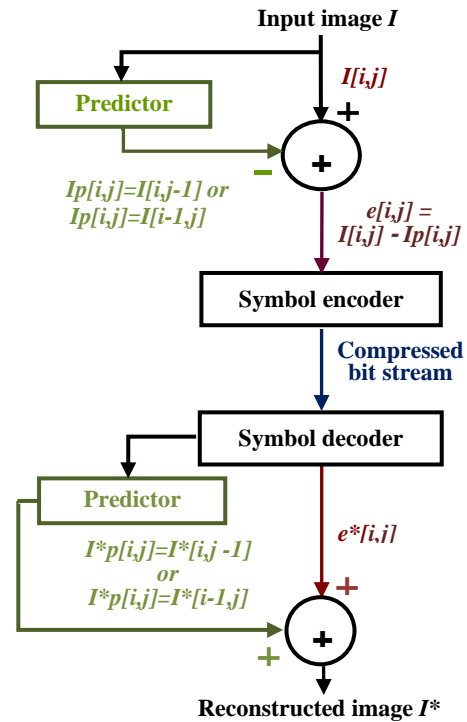 Input image I
I[i,j]
Predictor
+
+
-
Ip[i,j]=I[i,j-1] or
Ip[i,j]=I[i-1,j]
e[i,j] =
I[i,j] - Ip[i,j]
Symbol encoder
Compressed
bit stream
Symbol decoder
Predictor
e*[i,j]
I*p[i,j]=I*[i,j -1]
or
I*p[i,j]=I*[i-1,j]
+
+
+
Reconstructed image I*